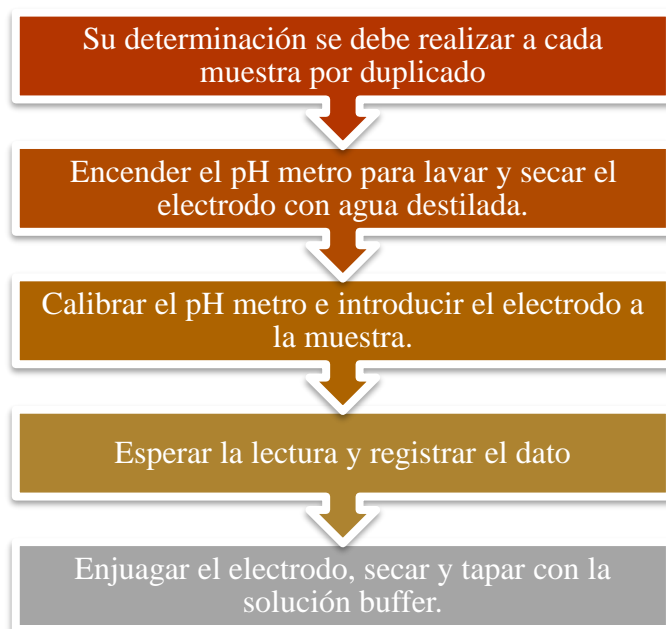 Su determinación se debe realizar a cada
muestra por duplicado
Encender el pH metro para lavar y secar el
electrodo con agua destilada.
Calibrar el pH metro e introducir el electrodo a
la muestra.
Esperar la lectura y registrar el dato
Enjuagar el electrodo, secar y tapar con la
solución buffer.